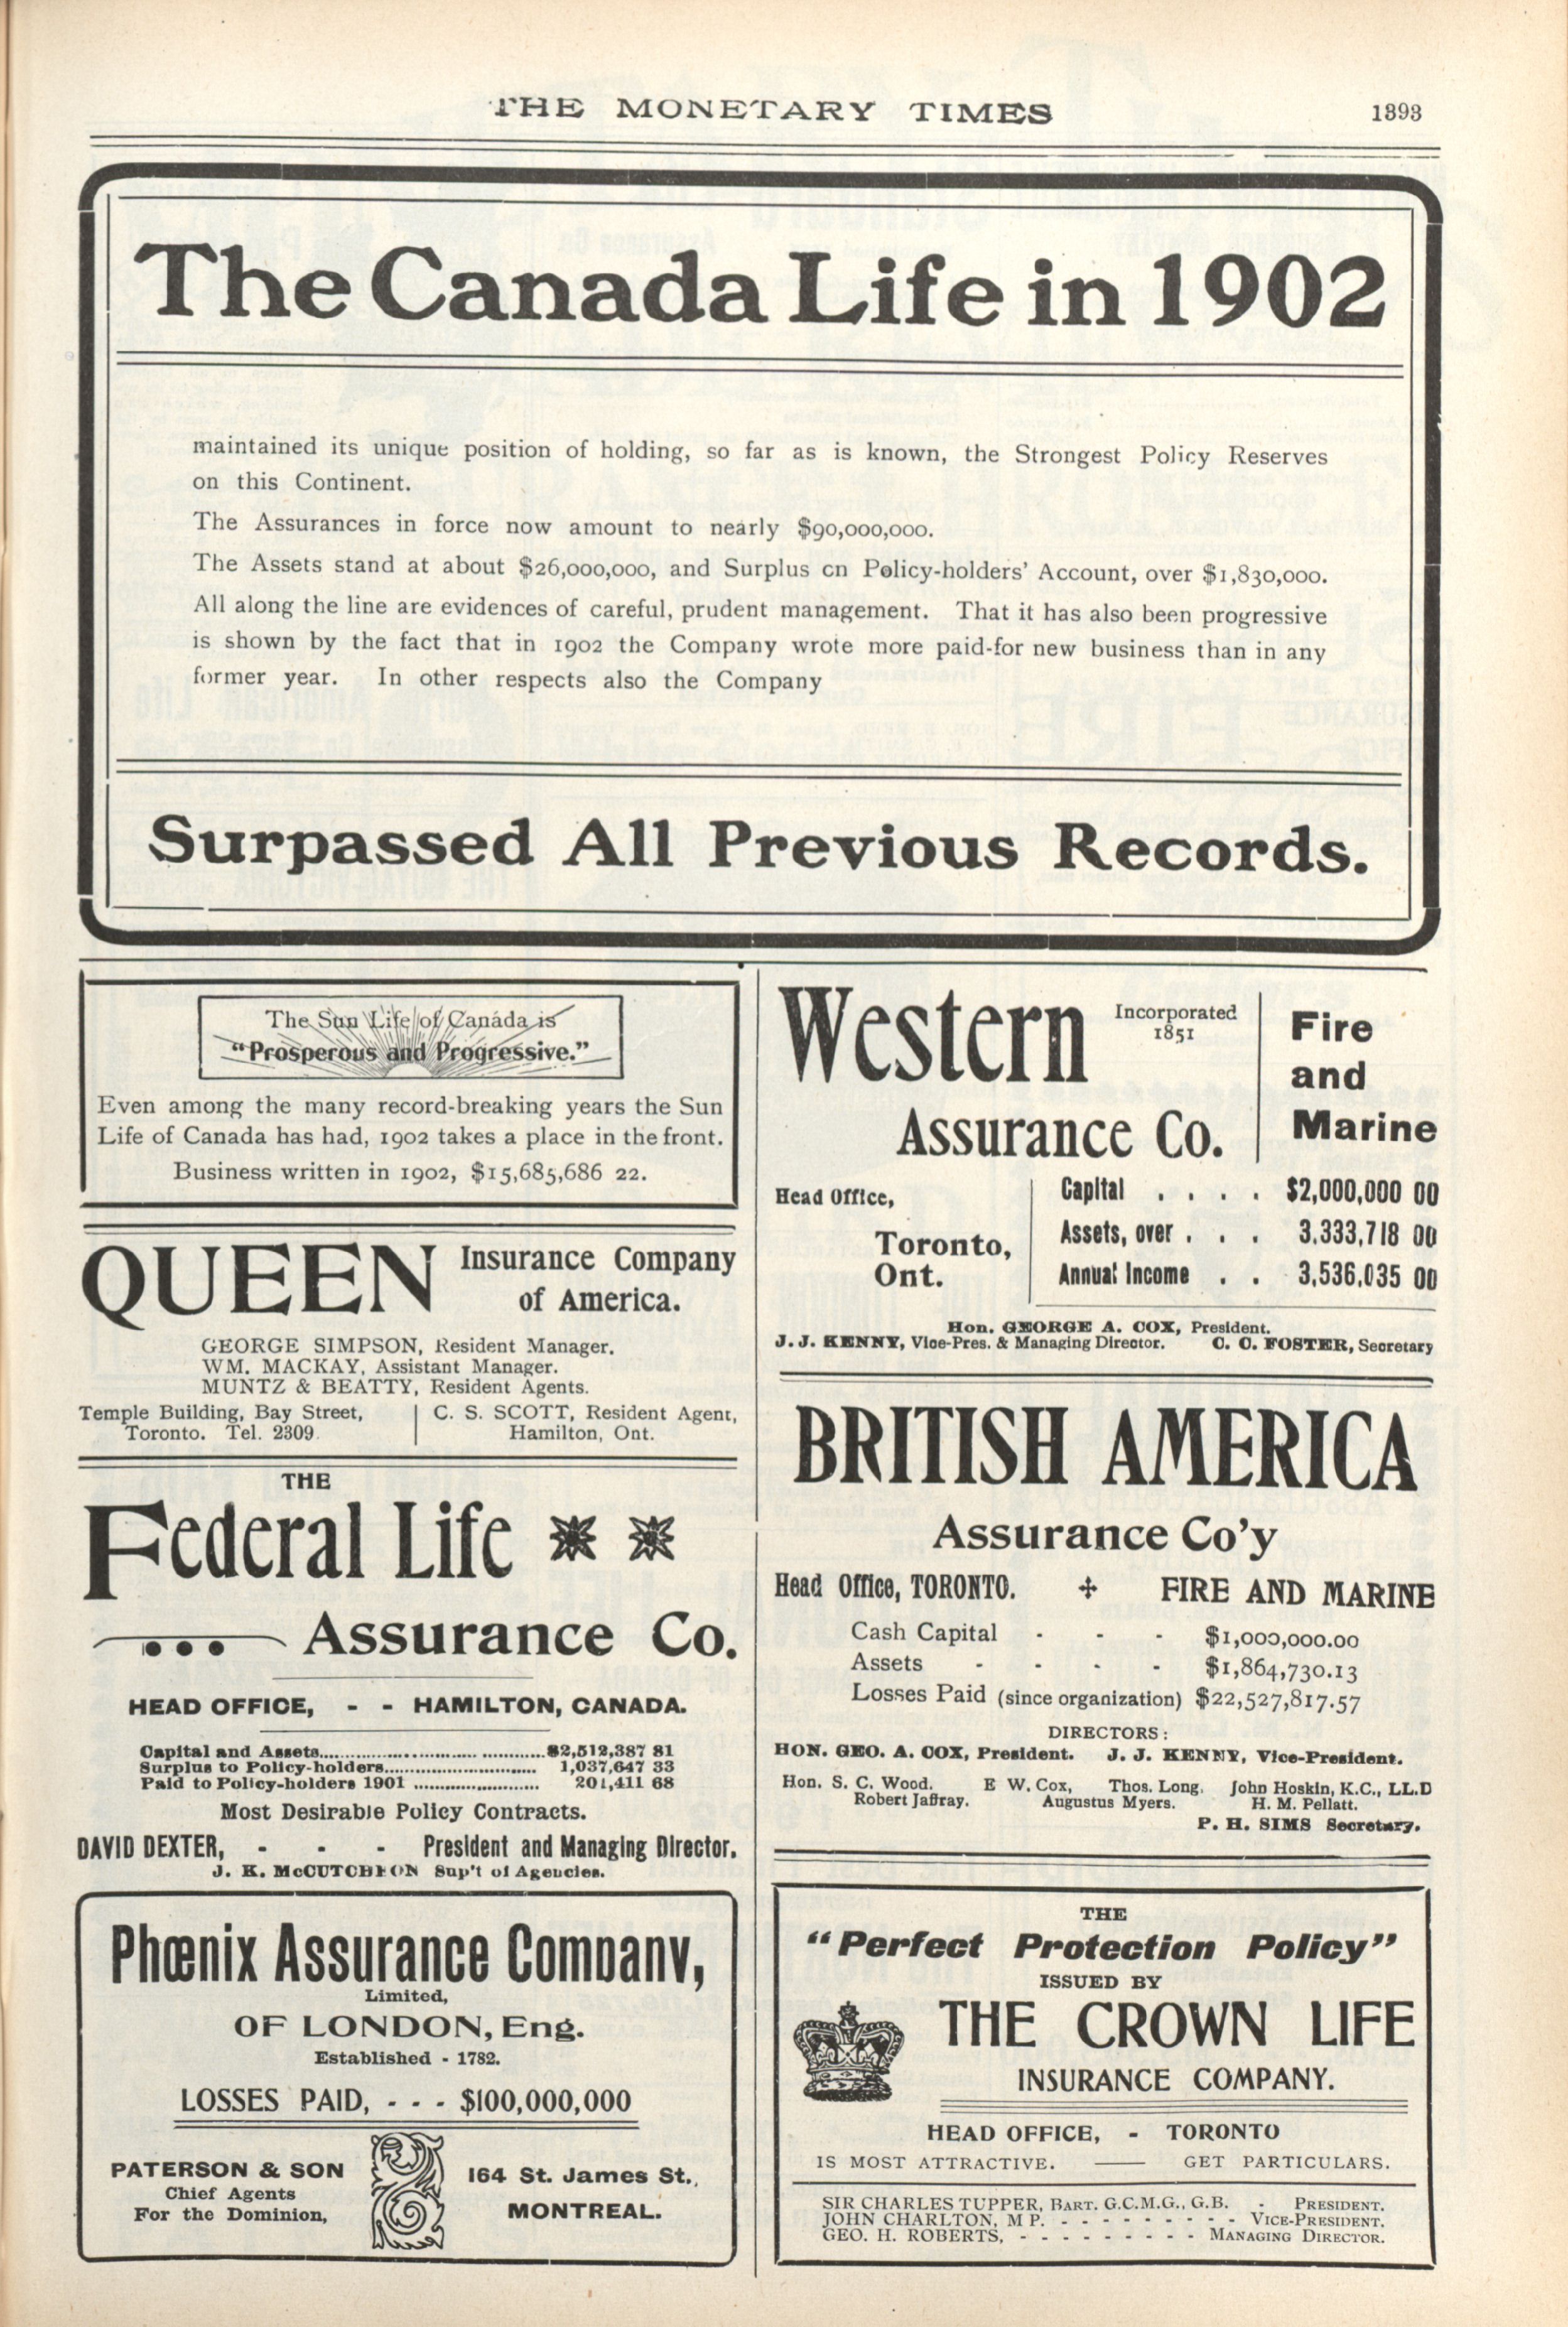 THE MONETARY TIMES 1393
The Canada Life in 1902
maintained its unique position of holding, so far as is known, the Strongest Policy Reserves
on this Continent.
The Assurances in force now amount to nearly $90,000,000.
The Assets stand at about $26,000,000, and Surplus on Policy-holders' Account, over $1,830,000.
All along the line are evidences of careful, prudent management. That it has also been progressive
is shown by the fact that in 1902 the Company wrote more paid-for new business than in any
former year. In other respects also the Company
Surpassed All Previous Records.
The Sun Life of Canada is
"Prosperous and Progressive."
Even among the many record-breaking years the Sun
Life of Canada has had, 1902 takes a place in the front.
Business written in 1902, $15,685,686 22.
QUEEN Insurance Company
of America.
GEORGE SIMPSON, Resident Manager.
WM. MACKAY, Assistant Manager.
MUNTZ & BEATTY, Resident Agents.
Temple Building, Bay Street,
Toronto. Tel. 2309.
C. S. SCOTT, Resident Agent,
Hamilton, Ont.
THE
Federal Life
Assurance Co.
HEAD OFFICE, - - HAMILTON, CANADA.
Capital and Assets........................................$2,512,387 81
Surplus to Policy-holders............................ 1,037,647 33
Paid to Policy-holders 1901 ....................... 201,411 68
Most Desirable Policy Contracts.
DAVID DEXTER, - - - President and Managing Director.
J. K. McCUTCHEON Sup't of Agencies.
Phœnix Assurance Company,
Limited,
OF LONDON, Eng.
Established - 1782.
LOSSES PAID, - - - $100,000,000
PATERSON & SON
Chief Agents
For the Dominion,
164 St. James St.,
MONTREAL.
Western
Incorporated
1851
Assurance Co.
Fire
and
Marine
Head Office,
Toronto,
Ont.
Capital . . . . $2,000,000 00
Assets, over . . . 3,333,718 00
Annual Income . . 3,536,035 00
Hon. GEORGE A. COX, President.
J. J. KENNY, Vice-Pres. & Managing Director. C. C. FOSTER, Secretary
BRITISH AMERICA
Assurance Co'y
Head Office, TORONTO. ✢ FIRE AND MARINE
Cash Capital - - - $1,000,000.00
Assets - - - - $1,864,730.13
Losses Paid (since organization) $22,527,817.57
DIRECTORS:
HON. GEO. A. COX, President. J. J. KENNY, Vice-President.
Hon. S. C. Wood. E W. Cox, Thos. Long. John Hoskin, K.C., LL.D
Robert Jaffray. Augustus Myers. H. M. Pellatt.
P. H. SIMS Secretary.
THE
"Perfect Protection Policy"
ISSUED BY
THE CROWN LIFE
INSURANCE COMPANY.
HEAD OFFICE, - TORONTO
IS MOST ATTRACTIVE. —— GET PARTICULARS.
SIR CHARLES TUPPER, BART. G.C.M.G., G.B. - PRESIDENT.
JOHN CHARLTON, M P. - - - - - - - - - VICE-PRESIDENT.
GEO. H. ROBERTS, - - - - - - - - - MANAGING DIRECTOR.